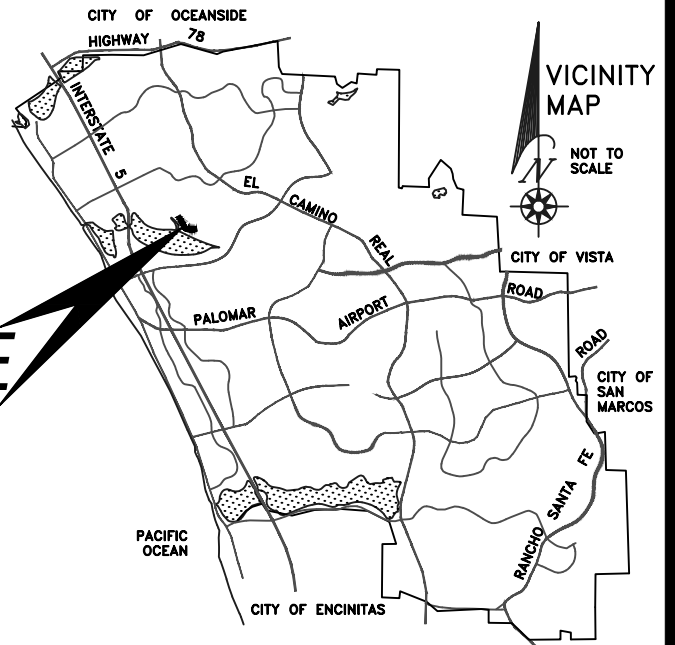 CITY OF OCEANSIDE
HIGHWAY 78
VICINITY
MAP
NOT TO
SCALE
N
INTERSTATE 5
EL CAMINO REAL
CITY OF VISTA
PALOMAR AIRPORT ROAD
ROAD
CITY OF
SAN
MARCOS
RANCHO SANTA FE
PACIFIC
OCEAN
CITY OF ENCINITAS
E